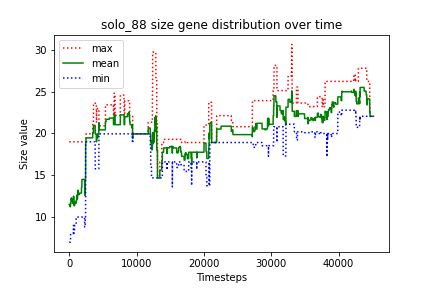 solo_88 size gene distribution over time
max
mean
min
Size value
30
25
20
15
10
0
10000
20000
30000
40000
Timesteps